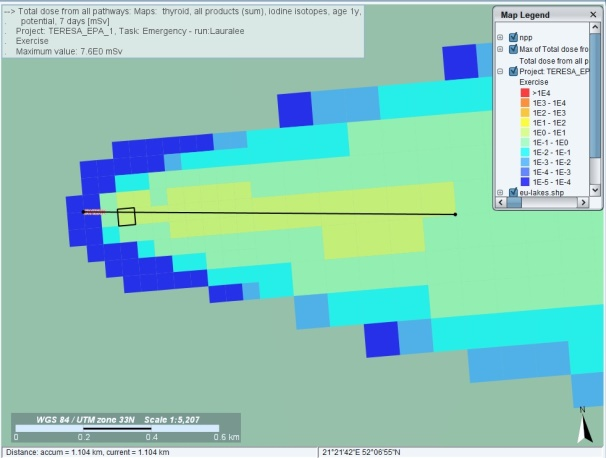 --> Total dose from all pathways: Maps: thyroid, all products (sum), iodine isotopes, age 1y,
potential, 7 days [mSv]
Project: TERESA_EPA_1, Task: Emergency - run:Lauralee
Exercise
Maximum value: 7.6E0 mSv
Map Legend
npp
Max of Total dose fro
Total dose from all p
Project: TERESA_EP
Exercise
>1E4
1E3 - 1E4
1E2 - 1E3
1E1 - 1E2
1E0 - 1E1
1E-1 - 1E0
1E-2 - 1E-1
1E-3 - 1E-2
1E-4 - 1E-3
1E-5 - 1E-4
eu-lakes.shp
WGS 84 / UTM zone 33N Scale 1:5,207
0 0.2 0.4 0.6 km
N
Distance: accum = 1.104 km, current = 1.104 km
21°21'42"E 52°06'55"N